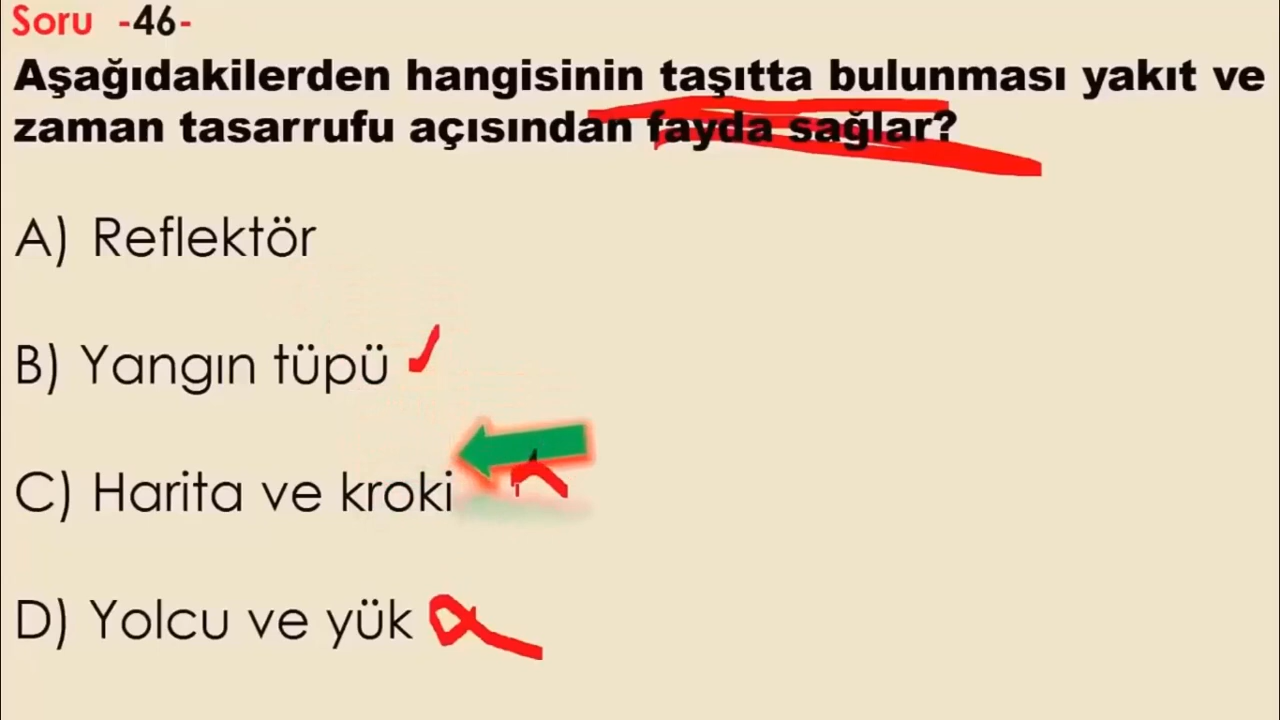 Soru -46-
Aşağıdakilerden hangisinin taşıtta bulunması yakıt ve
zaman tasarrufu açısından fayda sağlar?
A) Reflektör
B) Yangın tüpü
C) Harita ve kroki
D) Yolcu ve yük